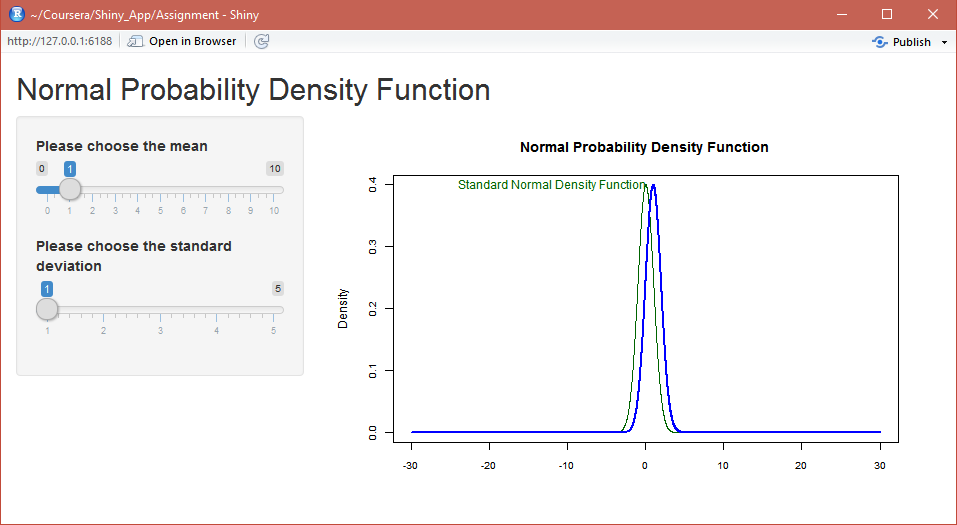 ~/Coursera/Shiny_App/Assignment - Shiny
http://127.0.0.1:6188 Open in Browser Publish
Normal Probability Density Function
Please choose the mean
0 1 10
0 1 2 3 4 5 6 7 8 9 10
Please choose the standard
deviation
1 5
1 2 3 4 5
Normal Probability Density Function
Standard Normal Density Function
Density
0.4
0.3
0.2
0.1
0.0
-30 -20 -10 0 10 20 30